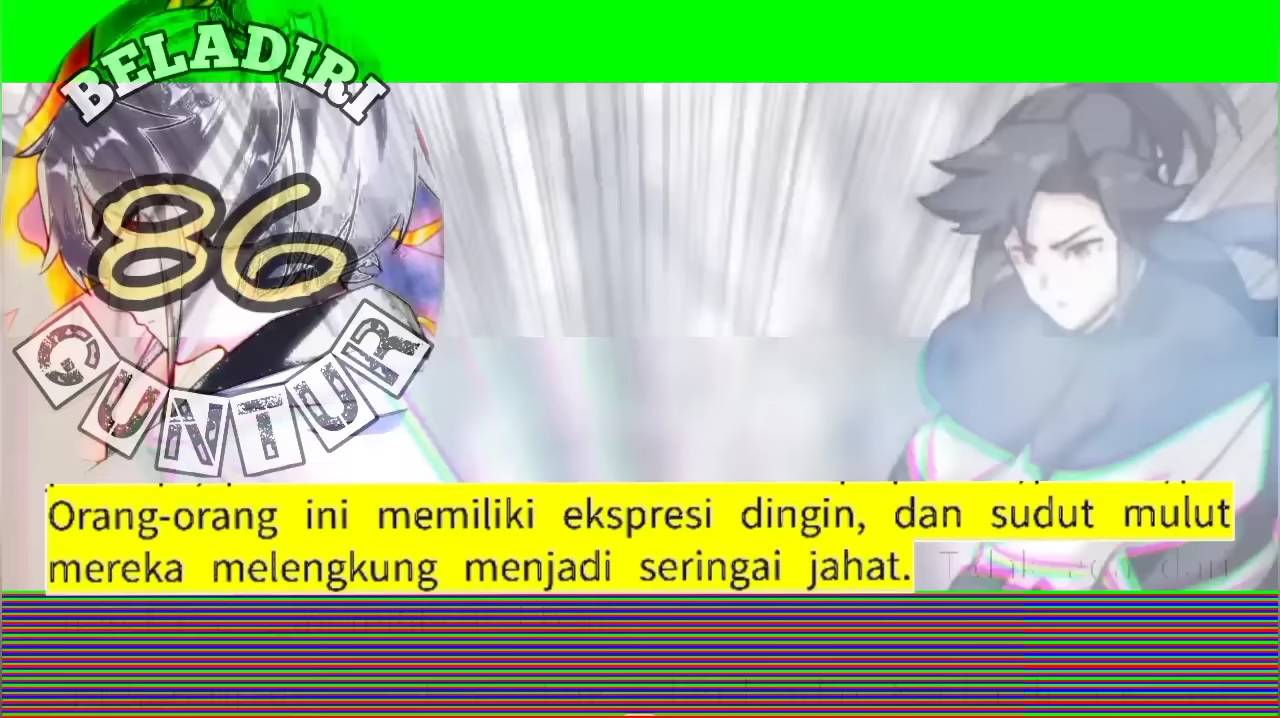 BELADIRI
86
GUNTUR
Orang-orang ini memiliki ekspresi dingin, dan sudut mulut
mereka melengkung menjadi seringai jahat.